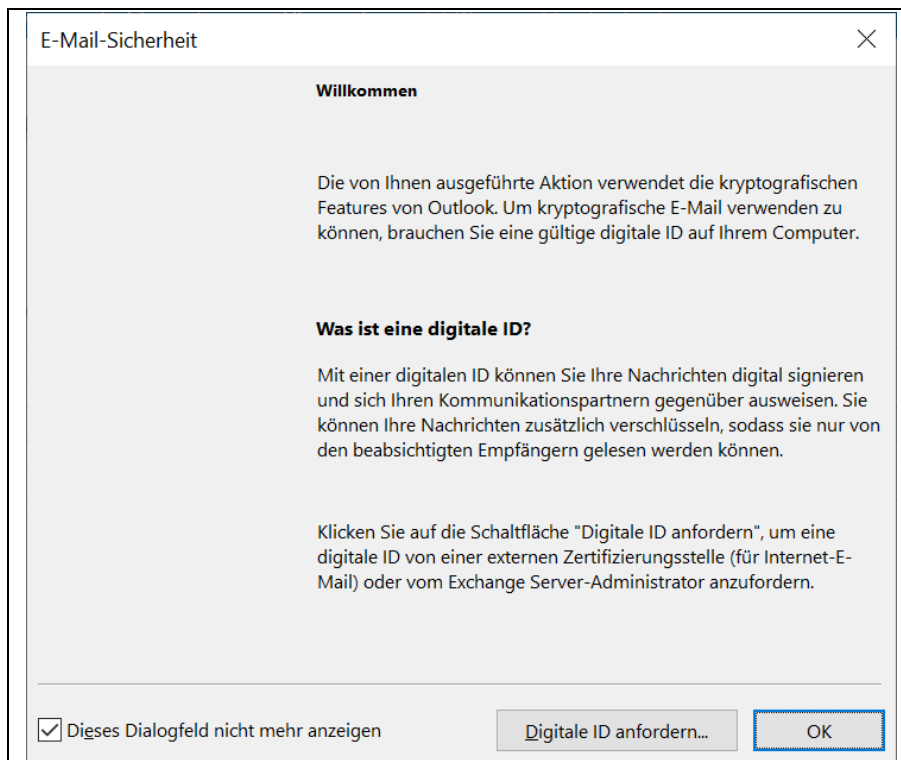 E-Mail-Sicherheit
Willkommen
Die von Ihnen ausgeführte Aktion verwendet die kryptografischen
Features von Outlook. Um kryptografische E-Mail verwenden zu
können, brauchen Sie eine gültige digitale ID auf Ihrem Computer.
Was ist eine digitale ID?
Mit einer digitalen ID können Sie Ihre Nachrichten digital signieren
und sich Ihren Kommunikationspartnern gegenüber ausweisen. Sie
können Ihre Nachrichten zusätzlich verschlüsseln, sodass sie nur von
den beabsichtigten Empfängern gelesen werden können.
Klicken Sie auf die Schaltfläche "Digitale ID anfordern", um eine
digitale ID von einer externen Zertifizierungsstelle (für Internet-E-
Mail) oder vom Exchange Server-Administrator anzufordern.
Dieses Dialogfeld nicht mehr anzeigen
Digitale ID anfordern...
OK